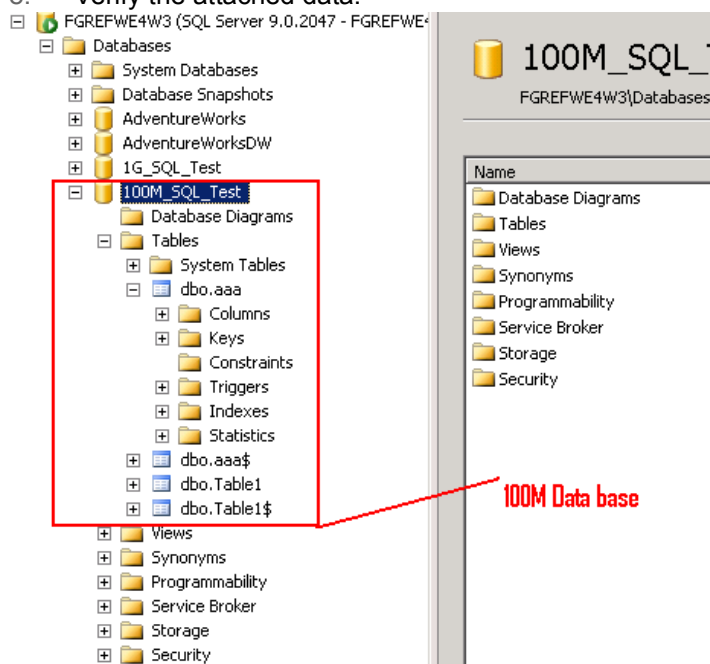 Verify the attached data.
FGREFWE4W3 (SQL Server 9.0.2047 - FGREFWE
Databases
System Databases
Database Snapshots
AdventureWorks
AdventureWorksDW
1G_SQL_Test
100M_SQL_Test
Database Diagrams
Tables
System Tables
dbo.aaa
Columns
Keys
Constraints
Triggers
Indexes
Statistics
dbo.aaa$
dbo.Table1
dbo.Table1$
Views
Synonyms
Programmability
Service Broker
Storage
Security
100M_SQL_
FGREFWE4W3\Databases
Name
Database Diagrams
Tables
Views
Synonyms
Programmability
Service Broker
Storage
Security
100M Data base